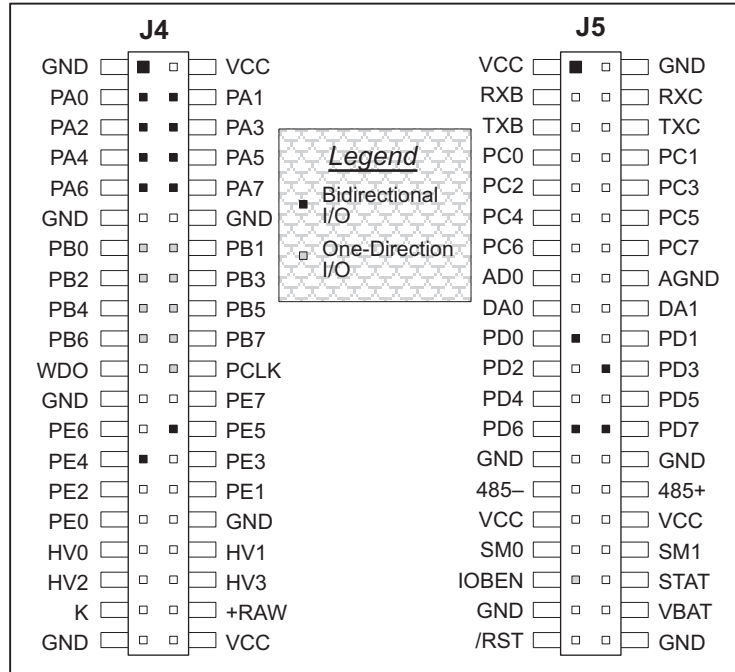 J4
J5
GND VCC
PA0 PA1
PA2 PA3
PA4 PA5
PA6 PA7
GND GND
PB0 PB1
PB2 PB3
PB4 PB5
PB6 PB7
WDO PCLK
GND PE7
PE6 PE5
PE4 PE3
PE2 PE1
PE0 GND
HV0 HV1
HV2 HV3
K +RAW
GND VCC
Legend
Bidirectional
I/O
One-Direction
I/O
VCC GND
RXB RXC
TXB TXC
PC0 PC1
PC2 PC3
PC4 PC5
PC6 PC7
AD0 AGND
DA0 DA1
PD0 PD1
PD2 PD3
PD4 PD5
PD6 PD7
GND GND
485– 485+
VCC VCC
SM0 SM1
IOBEN STAT
GND VBAT
/RST GND